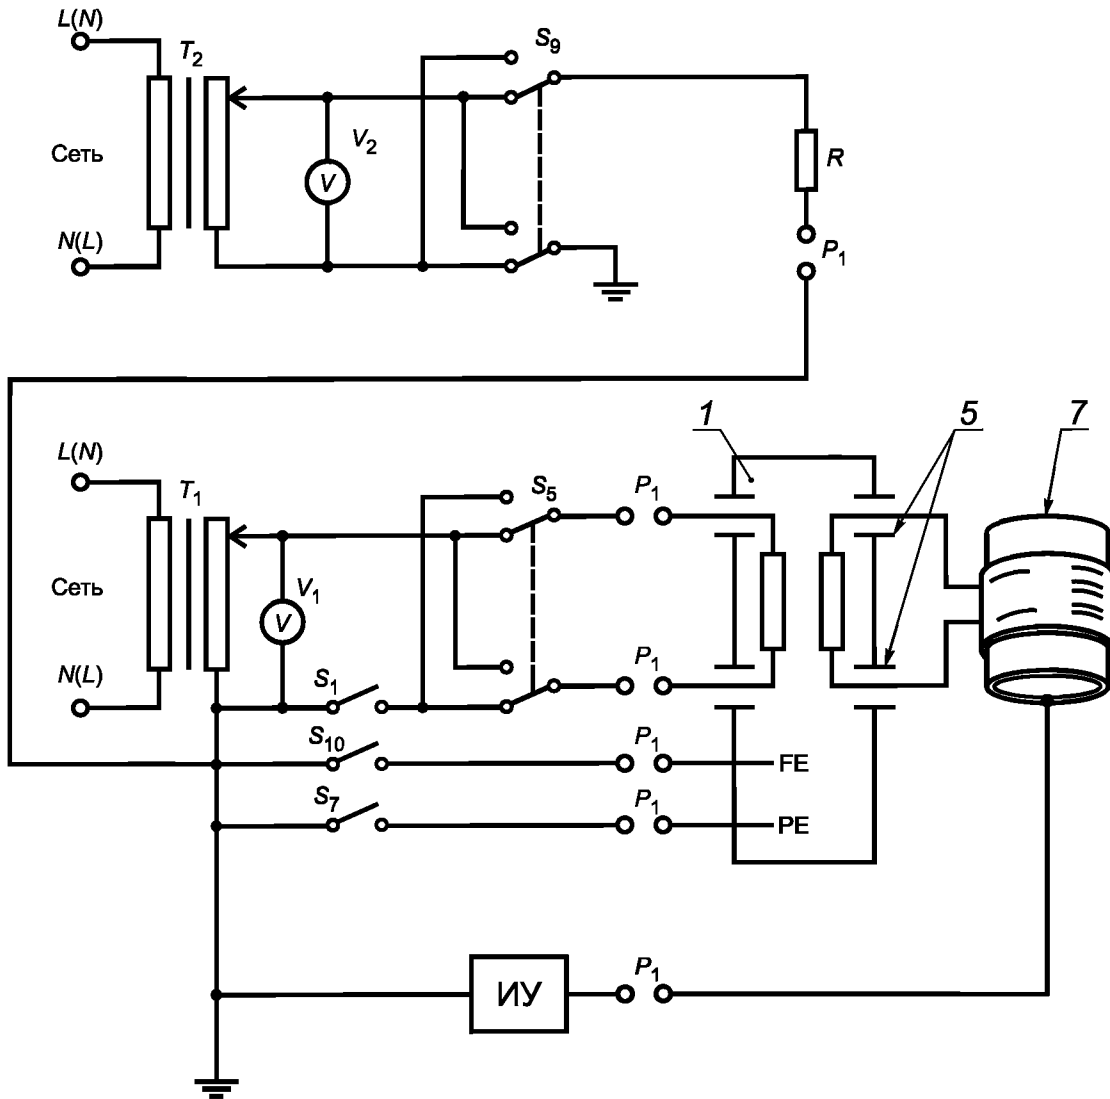 L(N)
T₂
S₉
Сеть
V₂
V
R
N(L)
P₁
1
5
7
L(N)
T₁
S₅
P₁
Сеть
V₁
V
N(L)
S₁
P₁
S₁₀
P₁
FE
S₇
P₁
PE
ИУ
P₁